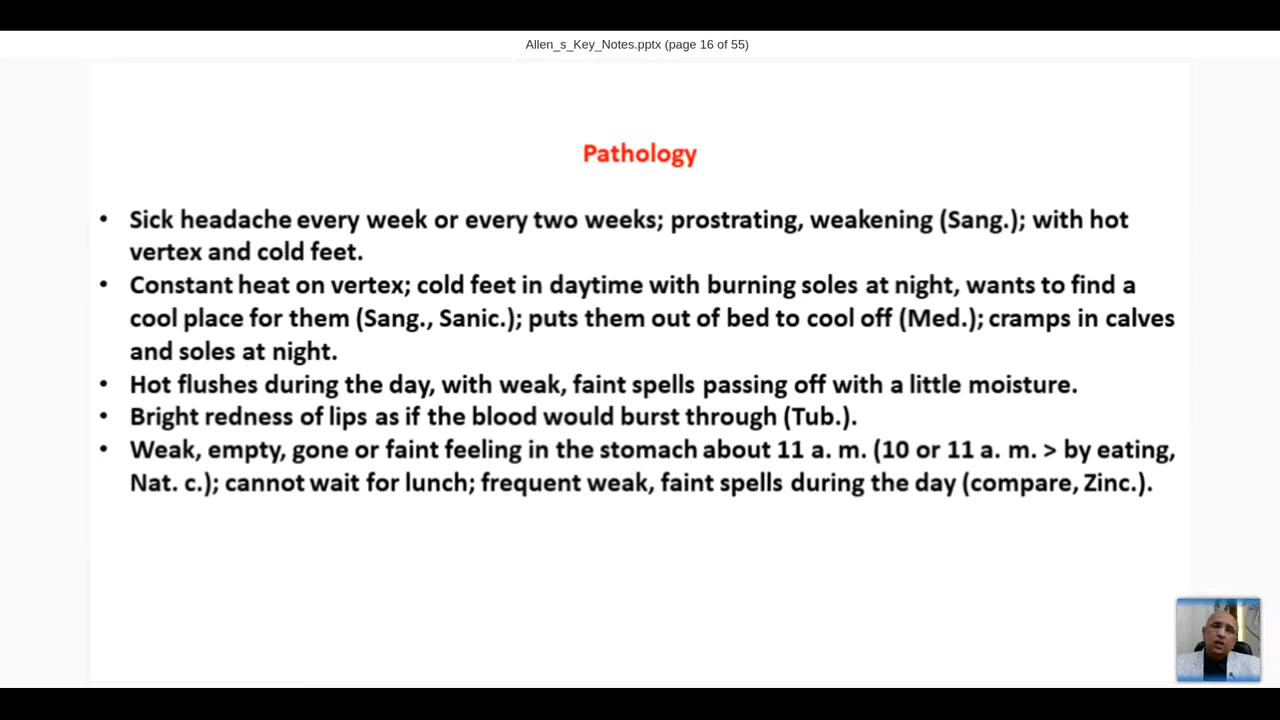 Allen_s_Key_Notes.pptx (page 16 of 55)
Pathology
• Sick headache every week or every two weeks; prostrating, weakening (Sang.); with hot
vertex and cold feet.
• Constant heat on vertex; cold feet in daytime with burning soles at night, wants to find a
cool place for them (Sang., Sanic.); puts them out of bed to cool off (Med.); cramps in calves
and soles at night.
• Hot flushes during the day, with weak, faint spells passing off with a little moisture.
• Bright redness of lips as if the blood would burst through (Tub.).
• Weak, empty, gone or faint feeling in the stomach about 11 a. m. (10 or 11 a. m. > by eating,
Nat. c.); cannot wait for lunch; frequent weak, faint spells during the day (compare, Zinc.).